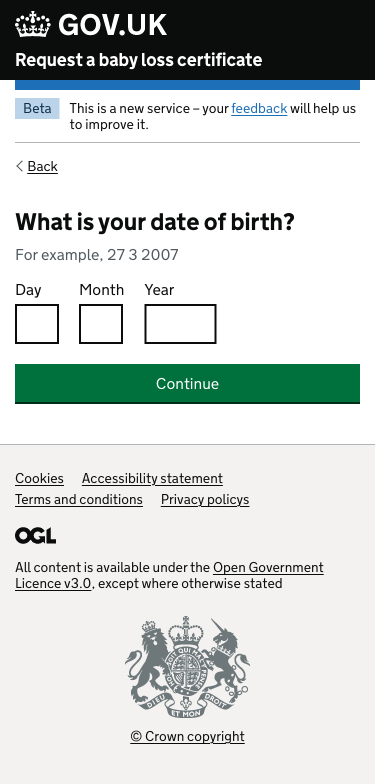 GOV.UK
Request a baby loss certificate
Beta
This is a new service – your feedback will help us
to improve it.
Back
What is your date of birth?
For example, 27 3 2007
Day Month Year
Continue
Cookies Accessibility statement
Terms and conditions Privacy policys
OGL
All content is available under the Open Government
Licence v3.0, except where otherwise stated
DIEU ET MON
© Crown copyright